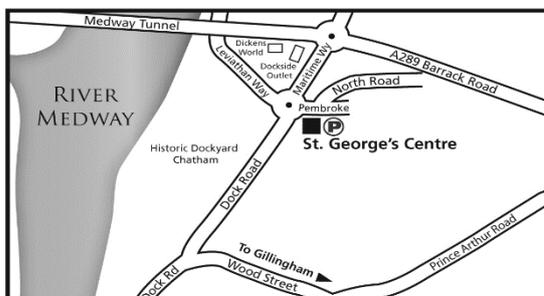 Medway Tunnel
Dickens
World
Dockside
Outlet
Leviathan Way
Maritime Wy
A289 Barrack Road
North Road
Pembroke
P
St. George's Centre
RIVER
MEDWAY
Historic Dockyard
Chatham
Dock Road
To Gillingham
Wood Street
Prince Arthur Road
Dock Rd